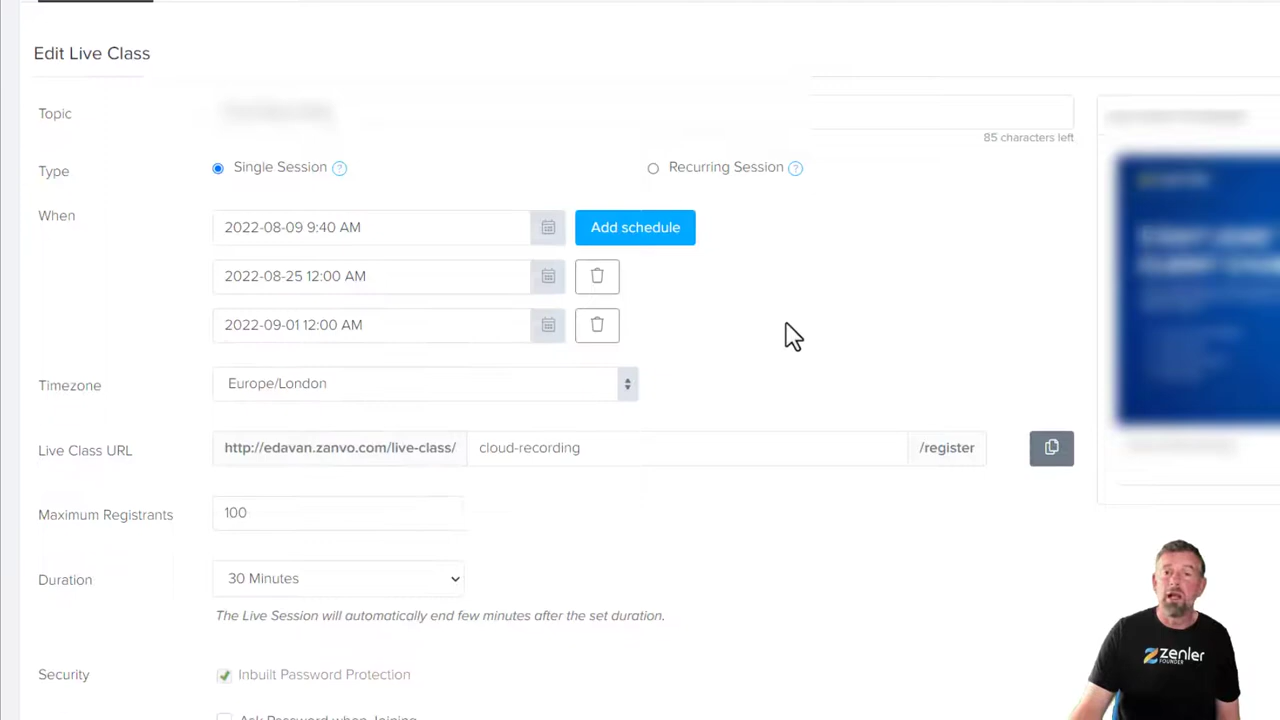 Edit Live Class
Topic
85 characters left
Type
Single Session ?
Recurring Session ?
When
2022-08-09 9:40 AM
Add schedule
2022-08-25 12:00 AM
2022-09-01 12:00 AM
Timezone
Europe/London
Live Class URL
http://edavan.zanvo.com/live-class/
cloud-recording
/register
Maximum Registrants
100
Duration
30 Minutes
The Live Session will automatically end few minutes after the set duration.
Security
Inbuilt Password Protection
Ask Password when Joining
zenler
FOUNDER